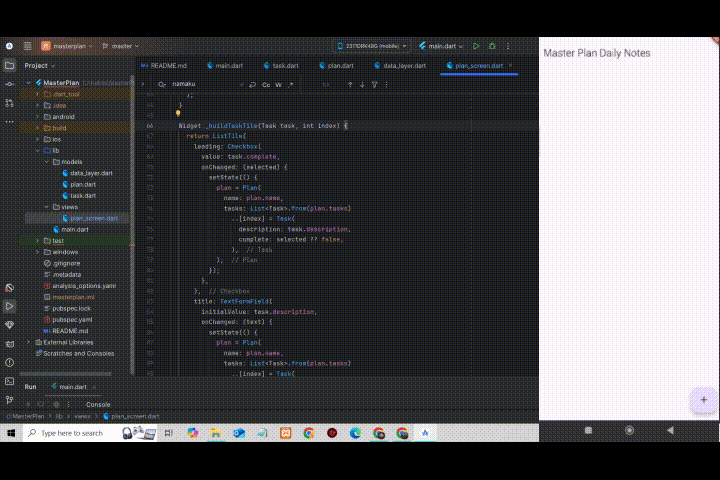 masterplan
master
2311DRK48G (mobile)
main.dart
Project
README.md
main.dart
task.dart
plan.dart
data_layer.dart
plan_screen.dart
Master Plan Daily Notes
MasterPlan
.dart_tool
.idea
android
build
ios
lib
models
data_layer.dart
plan.dart
task.dart
views
plan_screen.dart
main.dart
test
windows
.gitignore
.metadata
analysis_options.yaml
masterplan.iml
pubspec.lock
pubspec.yaml
README.md
External Libraries
Scratches and Consoles
namaku
Cc W .*
);
}
66 Widget _buildTaskTile(Task task, int index) {
return ListTile(
leading: Checkbox(
value: task.complete,
onChanged: (selected) {
setState(() {
plan = Plan(
name: plan.name,
tasks: List<Task>.from(plan.tasks)
..[index] = Task(
description: task.description,
complete: selected ?? false,
), // Task
); // Plan
});
},
), // Checkbox
title: TextFormField(
initialValue: task.description,
onChanged: (text) {
setState(() {
plan = Plan(
name: plan.name,
tasks: List<Task>.from(plan.tasks)
..[index] = Task(
+
Run
main.dart
Console
MasterPlan > lib > views > plan_screen.dart
Type here to search